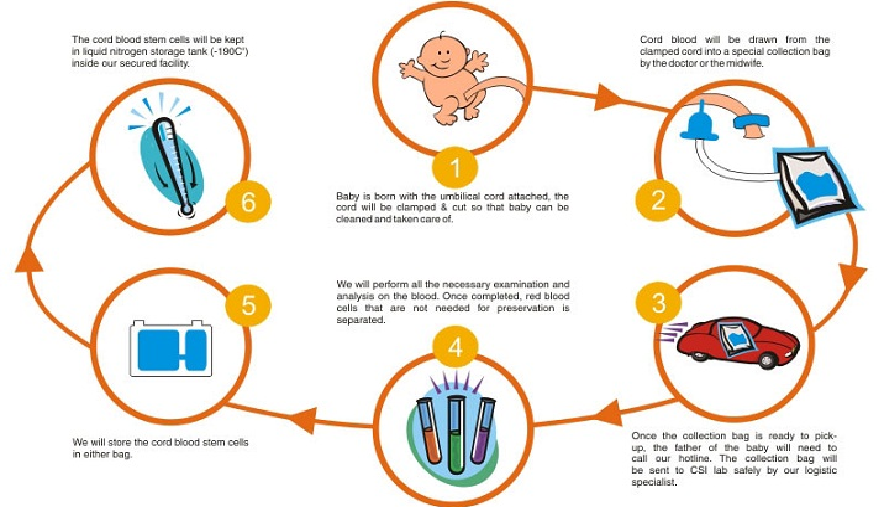 1
Baby is born with the umbilical cord attached, the
cord will be clamped & cut so that baby can be
cleaned and taken care of.
Cord blood will be drawn from the
clamped cord into a special collection bag
by the doctor or the midwife.
2
3
Once the collection bag is ready to pick-
up, the father of the baby will need to
call our hotline. The collection bag will
be sent to CSI lab safely by our logistic
specialist.
We will perform all the necessary examination and
analysis on the blood. Once completed, red blood
cells that are not needed for preservation is
separated.
4
5
We will store the cord blood stem cells
in either bag.
The cord blood stem cells will be kept
in liquid nitrogen storage tank (-190C°)
inside our secured facility.
6